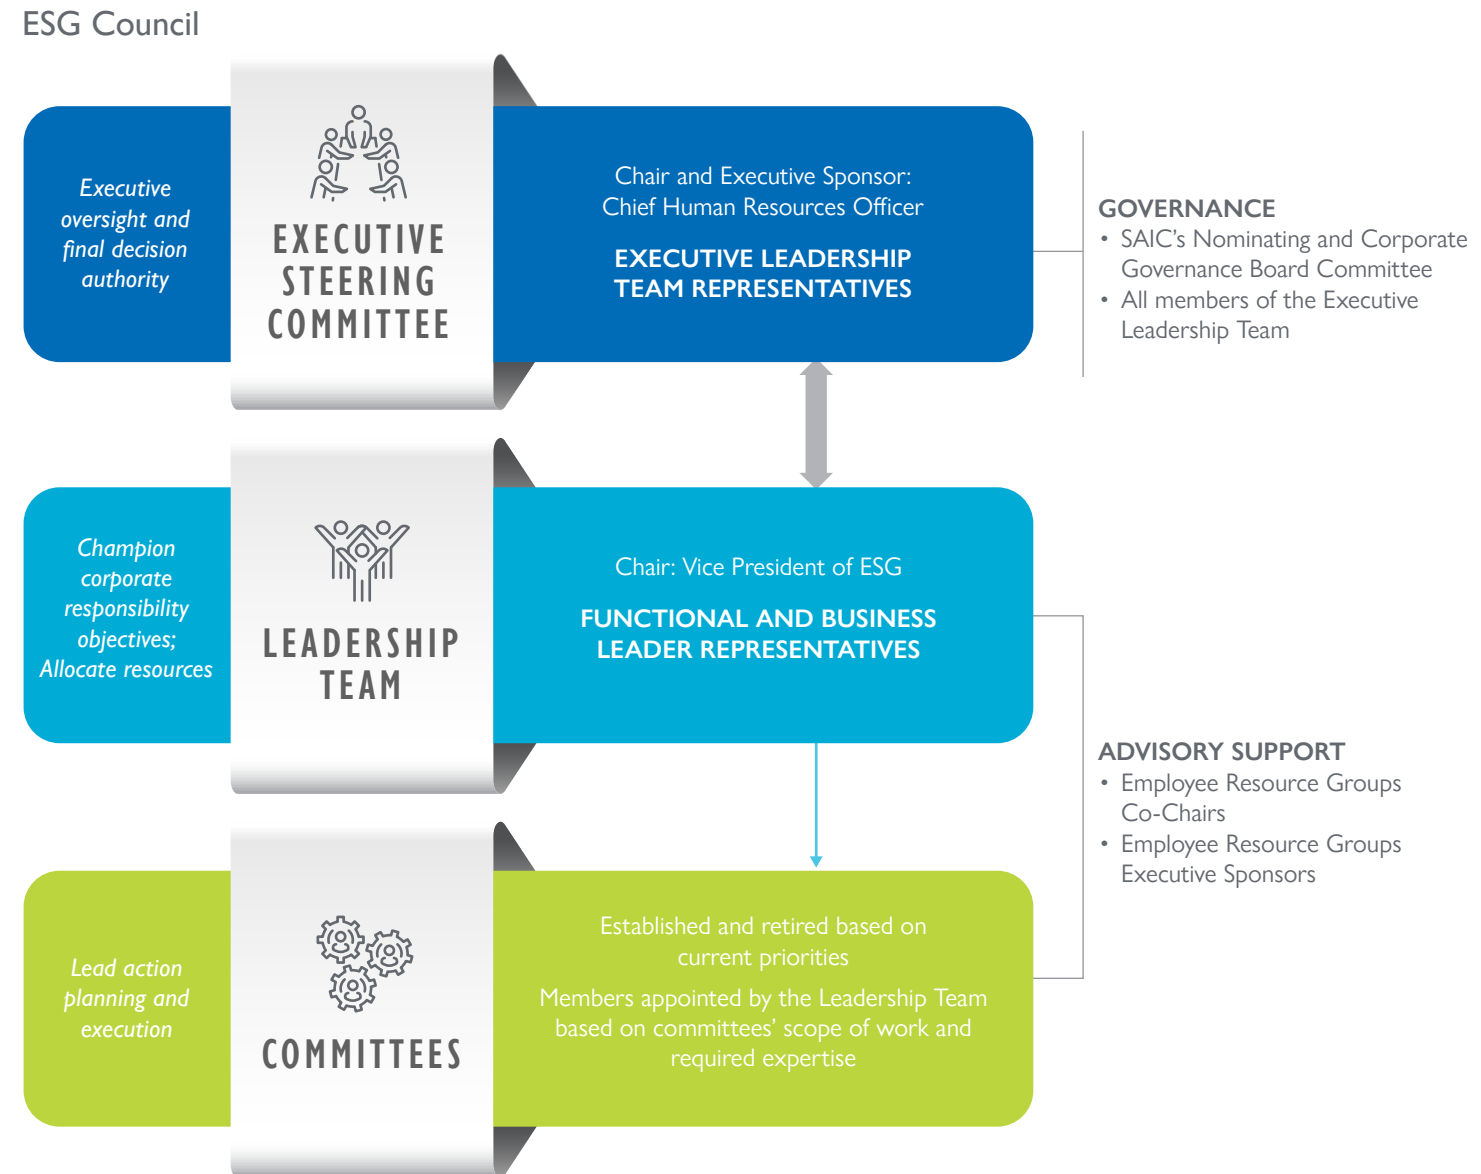 ESG Council
Executive
oversight and
final decision
authority
EXECUTIVE
STEERING
COMMITTEE
Chair and Executive Sponsor:
Chief Human Resources Officer
EXECUTIVE LEADERSHIP
TEAM REPRESENTATIVES
GOVERNANCE
• SAIC's Nominating and Corporate
Governance Board Committee
• All members of the Executive
Leadership Team
Champion
corporate
responsibility
objectives;
Allocate resources
LEADERSHIP
TEAM
Chair: Vice President of ESG
FUNCTIONAL AND BUSINESS
LEADER REPRESENTATIVES
ADVISORY SUPPORT
• Employee Resource Groups
Co-Chairs
• Employee Resource Groups
Executive Sponsors
Lead action
planning and
execution
COMMITTEES
Established and retired based on
current priorities
Members appointed by the Leadership Team
based on committees' scope of work and
required expertise